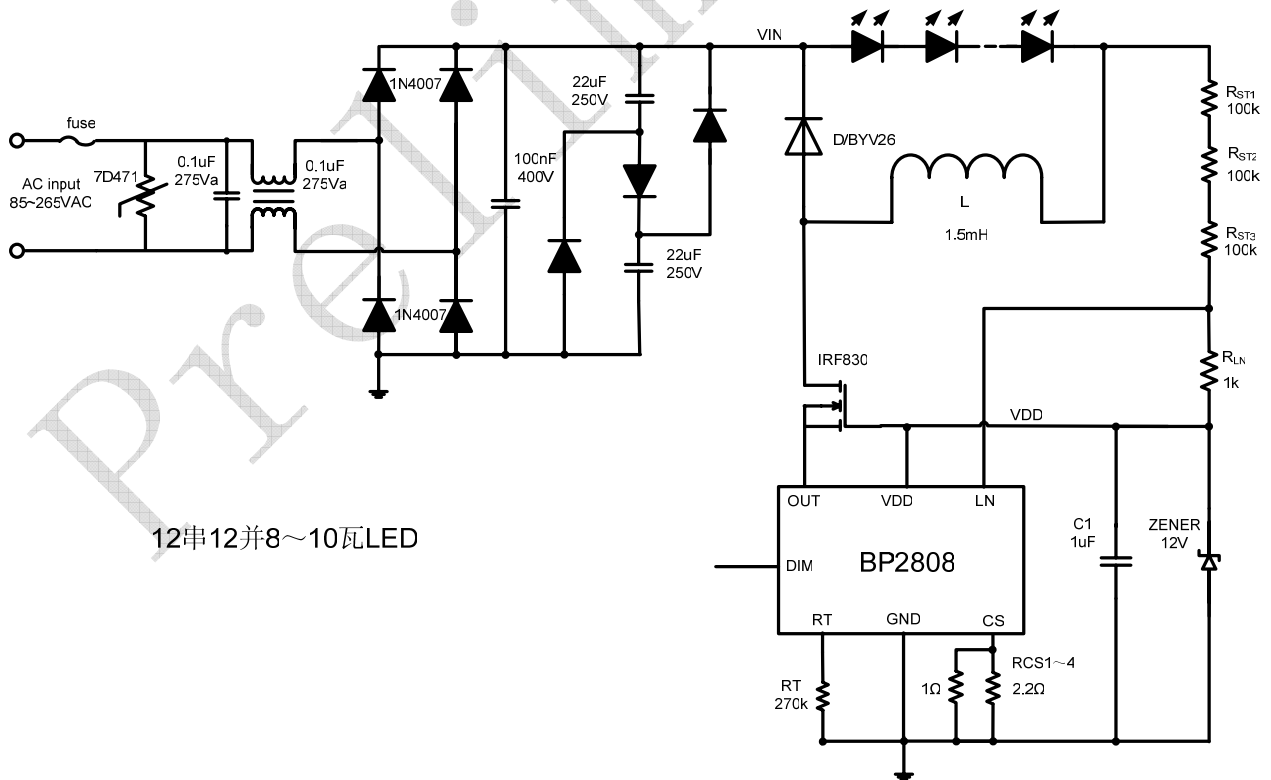 Prelim
VIN
1N4007
22uF
250V
RST1
100k
fuse
0.1uF
275Va
0.1uF
275Va
100nF
400V
D/BYV26
RST2
100k
7D471
AC input
85~265VAC
L
1.5mH
RST3
100k
22uF
250V
1N4007
IRF830
RLN
1k
VDD
OUT
VDD
LN
12串12并8～10瓦LED
C1
1uF
ZENER
12V
DIM
BP2808
RT
GND
CS
RCS1～4
RT
270k
1Ω
2.2Ω